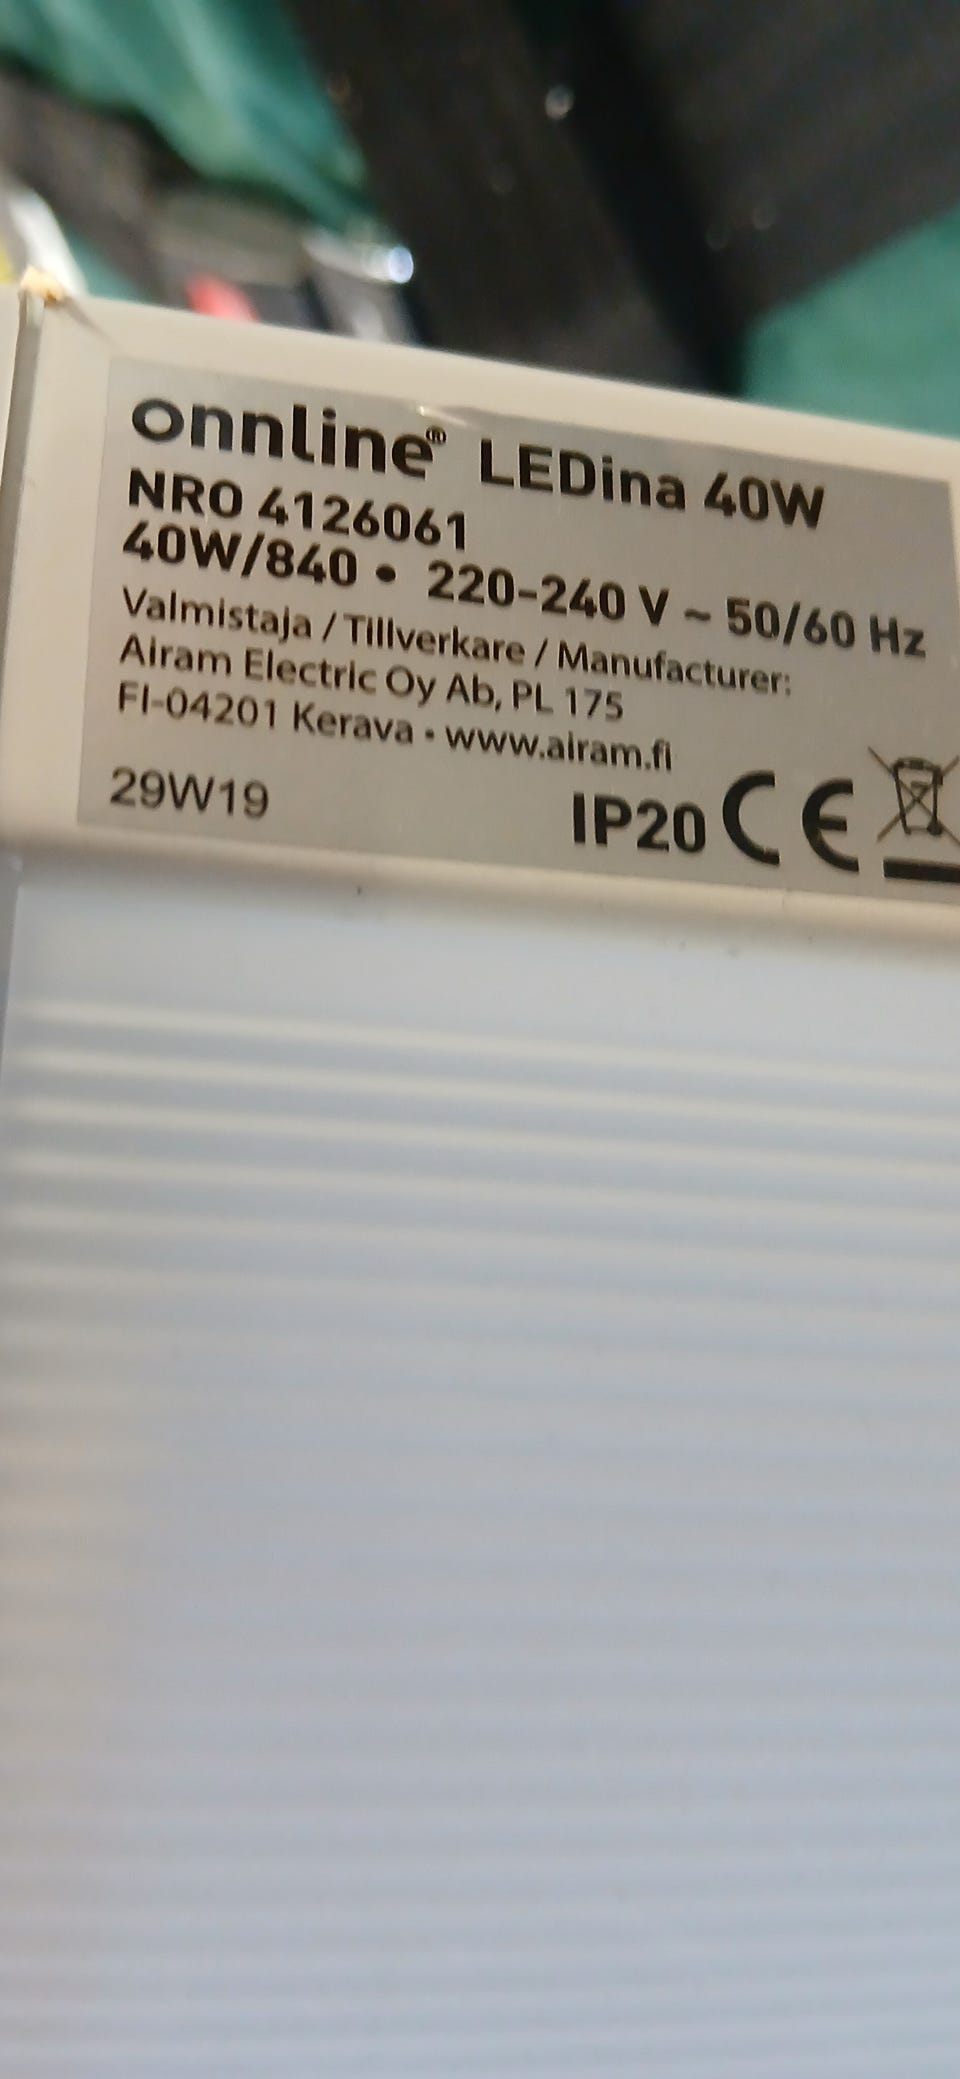 onnline® LEDina 40W
NRO 4126061
40W/840 • 220-240 V ~ 50/60 Hz
Valmistaja / Tillverkare / Manufacturer:
Airam Electric Oy Ab, PL 175
FI-04201 Kerava • www.airam.fi
29W19 IP20 CE